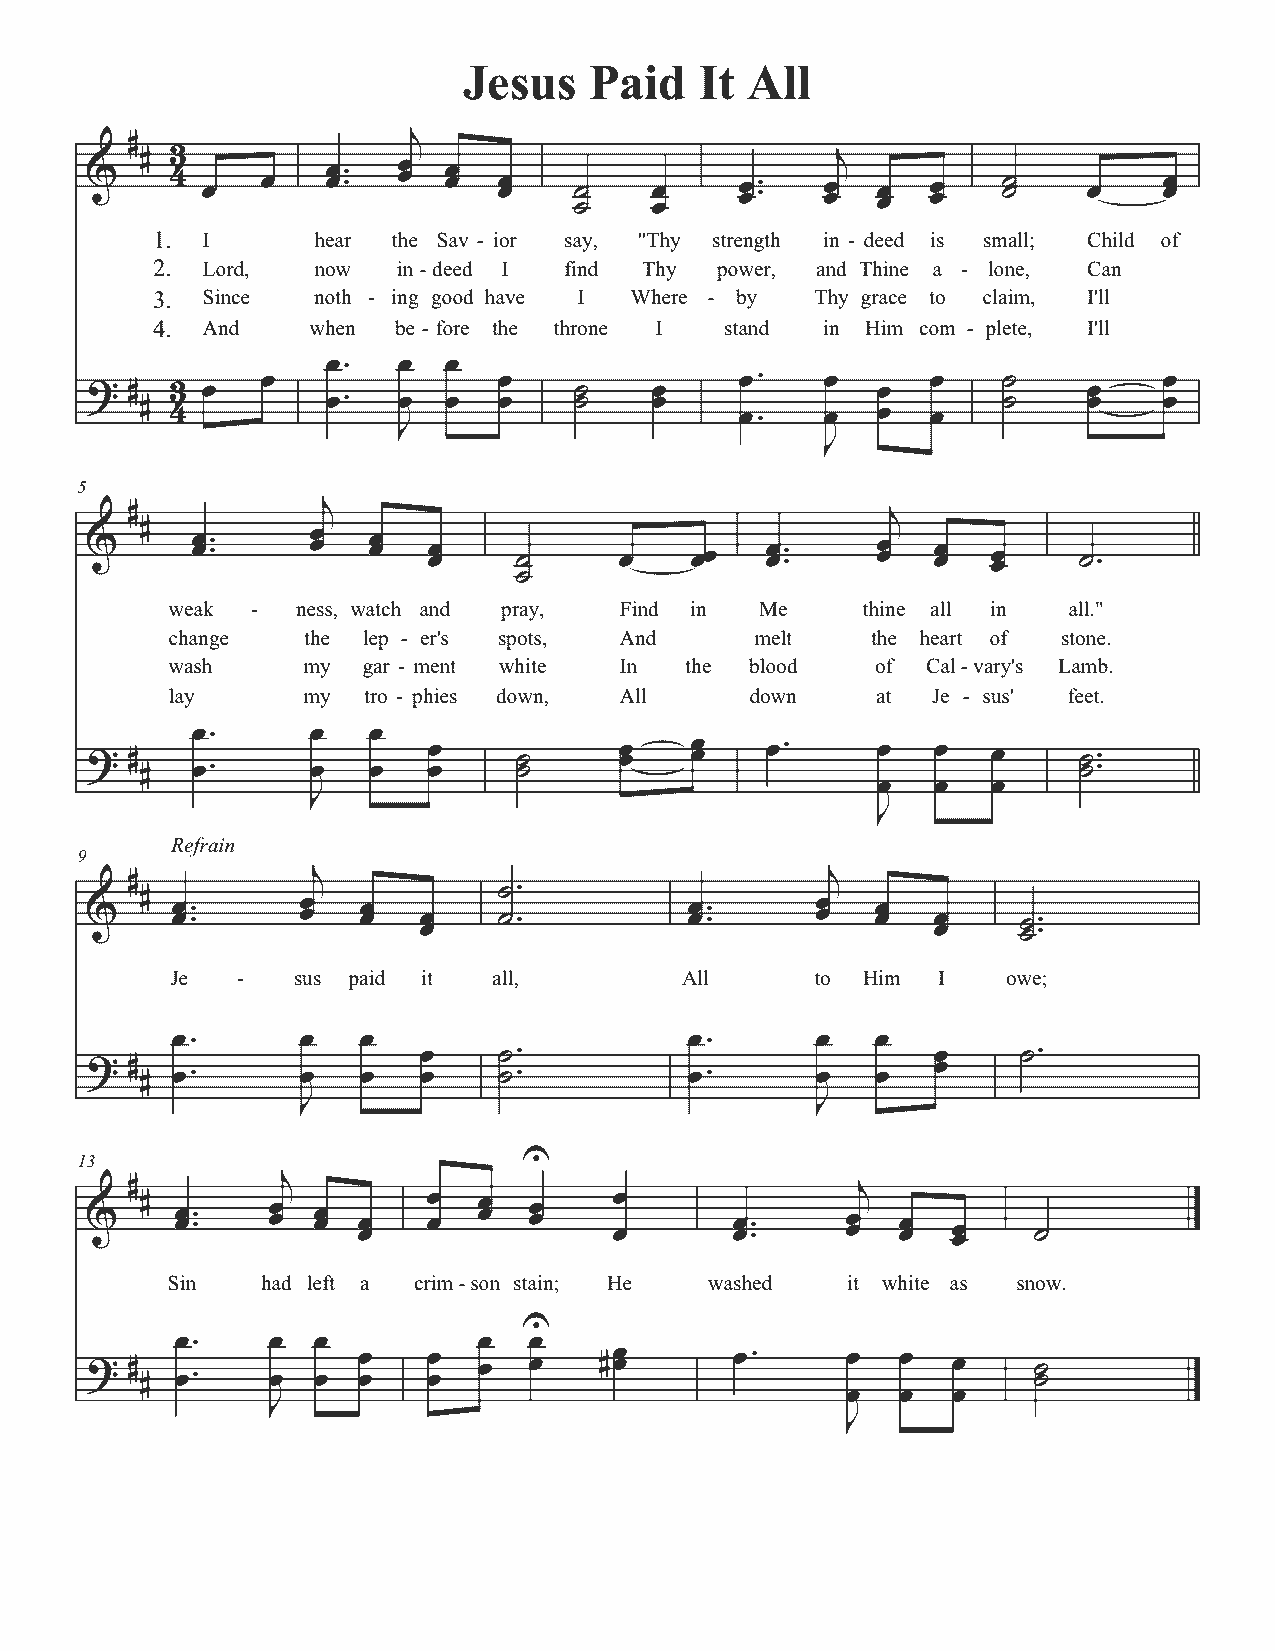 Jesus Paid It All
3
4
1. I hear the Sav - ior say, "Thy strength in - deed is small; Child of
2. Lord, now in - deed I find Thy power, and Thine a - lone, Can
3. Since noth - ing good have I Where - by Thy grace to claim, I'll
4. And when be - fore the throne I stand in Him com - plete, I'll
3
4
5
weak - ness, watch and pray, Find in Me thine all in all."
change the lep - er's spots, And melt the heart of stone.
wash my gar - ment white In the blood of Cal - vary's Lamb.
lay my tro - phies down, All down at Je - sus' feet.
Refrain
9
Je - sus paid it all, All to Him I owe;
13
Sin had left a crim - son stain; He washed it white as snow.